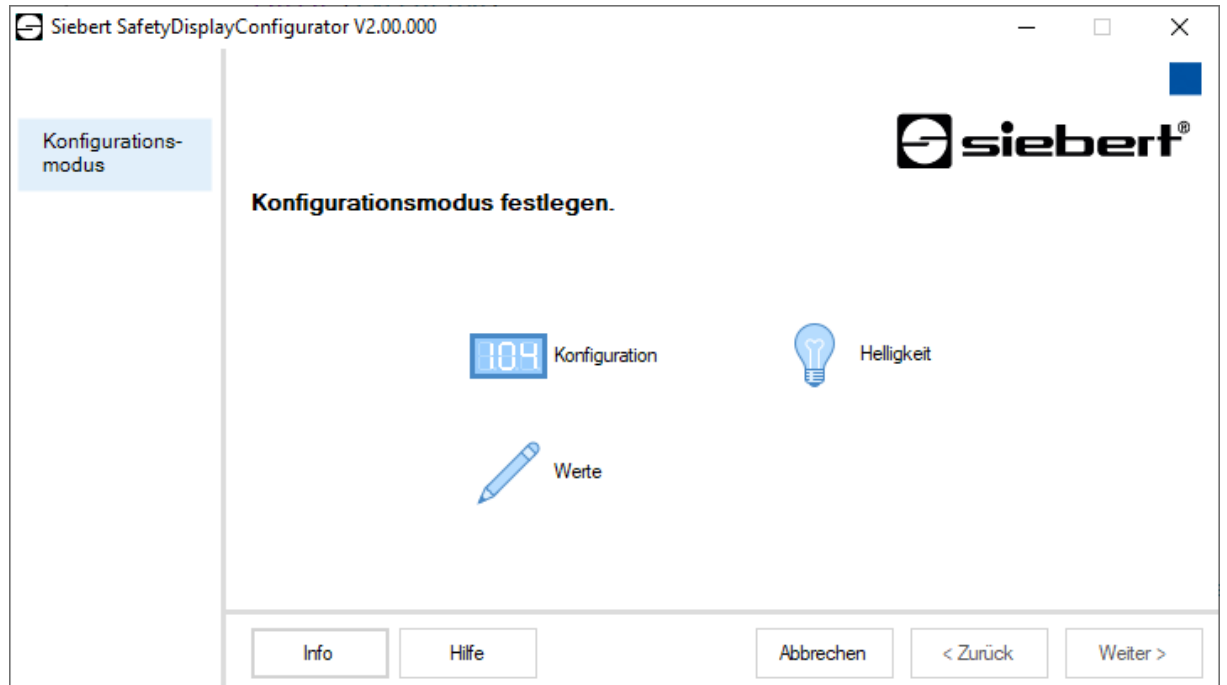 Siebert SafetyDisplayConfigurator V2.00.000
siebert®
Konfigurations-
modus
Konfigurationsmodus festlegen.
104 Konfiguration
Helligkeit
Werte
Info
Hilfe
Abbrechen
< Zurück
Weiter >